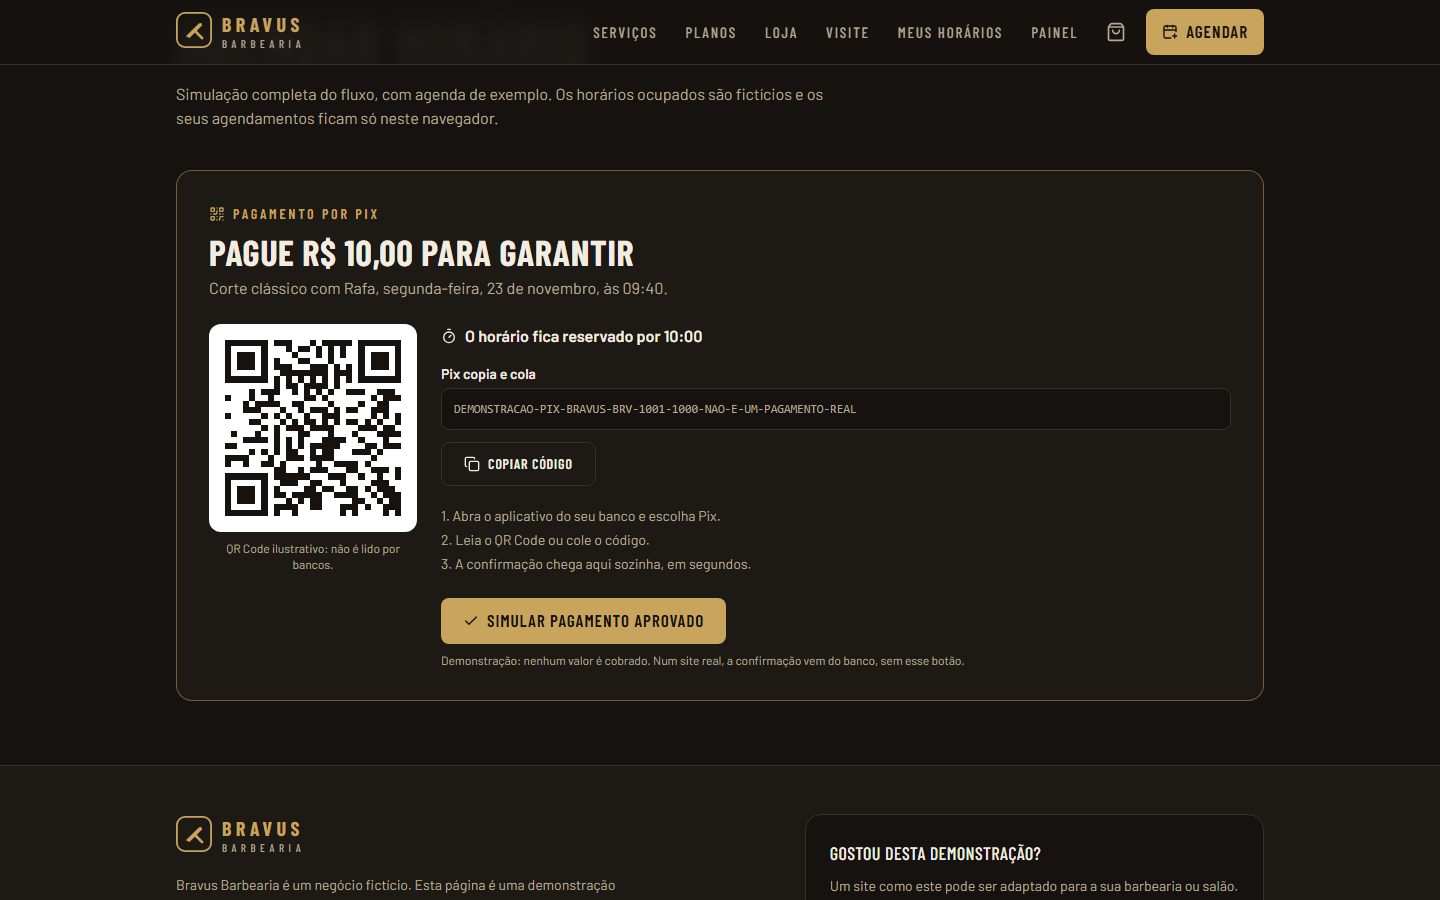 BRAVUS
BARBEARIA
SERVIÇOS
PLANOS
LOJA
VISITE
MEUS HORÁRIOS
PAINEL
AGENDAR
Simulação completa do fluxo, com agenda de exemplo. Os horários ocupados são fictícios e os
seus agendamentos ficam só neste navegador.
PAGAMENTO POR PIX
PAGUE R$ 10,00 PARA GARANTIR
Corte clássico com Rafa, segunda-feira, 23 de novembro, às 09:40.
O horário fica reservado por 10:00
Pix copia e cola
DEMONSTRACAO-PIX-BRAVUS-BRV-1001-1000-NAO-E-UM-PAGAMENTO-REAL
COPIAR CÓDIGO
1. Abra o aplicativo do seu banco e escolha Pix.
2. Leia o QR Code ou cole o código.
3. A confirmação chega aqui sozinha, em segundos.
QR Code ilustrativo: não é lido por
bancos.
SIMULAR PAGAMENTO APROVADO
Demonstração: nenhum valor é cobrado. Num site real, a confirmação vem do banco, sem esse botão.
BRAVUS
BARBEARIA
Bravus Barbearia é um negócio fictício. Esta página é uma demonstração
GOSTOU DESTA DEMONSTRAÇÃO?
Um site como este pode ser adaptado para a sua barbearia ou salão.